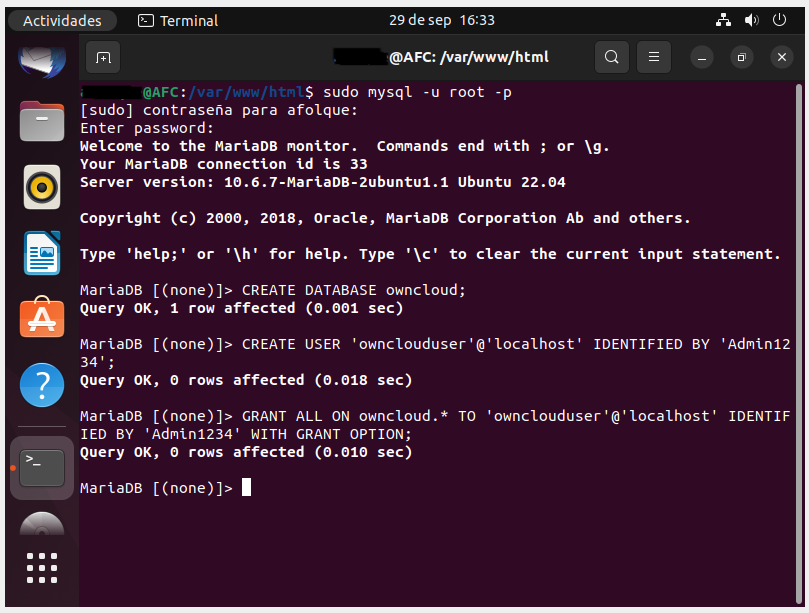 Actividades
Terminal
29 de sep 16:33
@AFC: /var/www/html
@AFC:/var/www/html$ sudo mysql -u root -p
[sudo] contraseña para afolque:
Enter password:
Welcome to the MariaDB monitor.  Commands end with ; or \g.
Your MariaDB connection id is 33
Server version: 10.6.7-MariaDB-2ubuntu1.1 Ubuntu 22.04
Copyright (c) 2000, 2018, Oracle, MariaDB Corporation Ab and others.
Type 'help;' or '\h' for help. Type '\c' to clear the current input statement.
MariaDB [(none)]> CREATE DATABASE owncloud;
Query OK, 1 row affected (0.001 sec)
MariaDB [(none)]> CREATE USER 'ownclouduser'@'localhost' IDENTIFIED BY 'Admin12
34';
Query OK, 0 rows affected (0.018 sec)
MariaDB [(none)]> GRANT ALL ON owncloud.* TO 'ownclouduser'@'localhost' IDENTIF
IED BY 'Admin1234' WITH GRANT OPTION;
Query OK, 0 rows affected (0.010 sec)
MariaDB [(none)]>